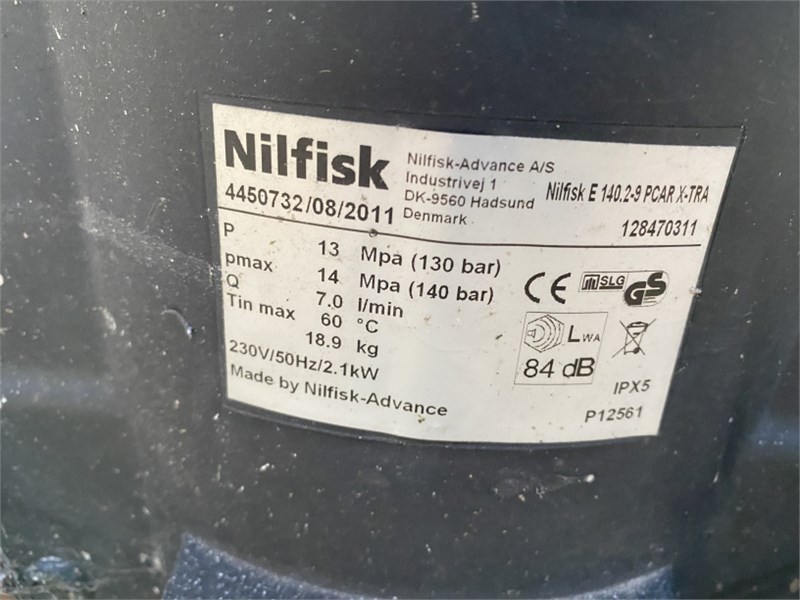 Nilfisk
Nilfisk-Advance A/S
Industrivej 1
DK-9560 Hadsund
Denmark
Nilfisk E 140.2-9 PCAR X-TRA
4450732/08/2011
128470311
P 13 Mpa (130 bar)
pmax 14 Mpa (140 bar)
Q 7.0 l/min
Tin max 60 °C
18.9 kg
230V/50Hz/2.1kW
Made by Nilfisk-Advance
CE
SLG
GS
LWA
84 dB
IPX5
P12561